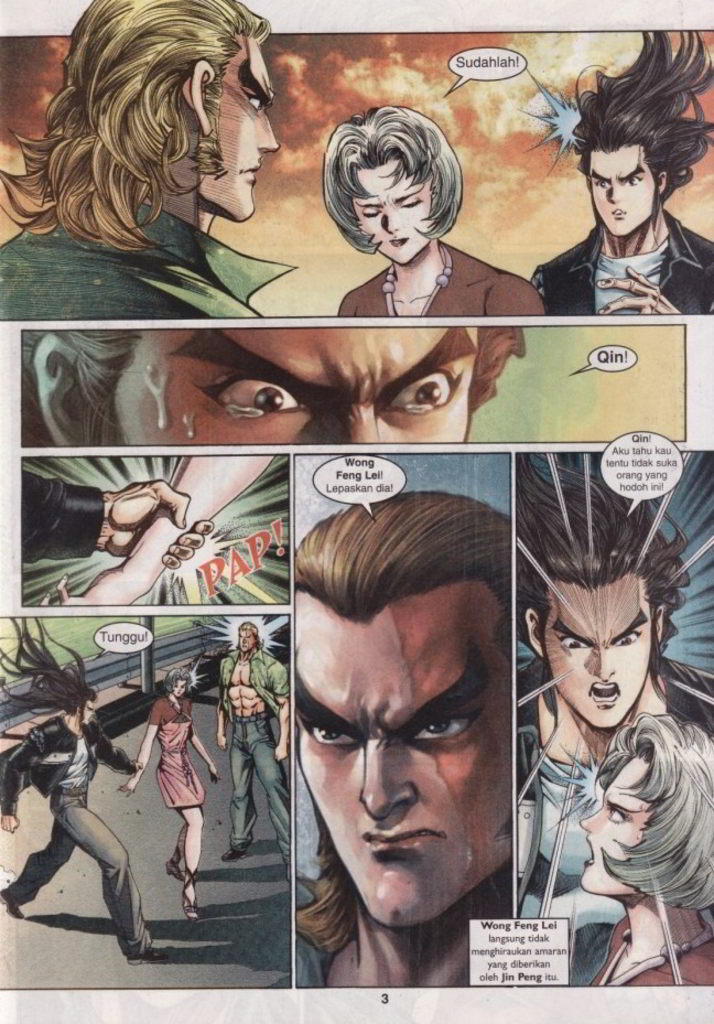 Sudahlah!
Qin!
PAP!
Tunggu!
Wong
Feng Lei!
Lepaskan dia!
Qin!
Aku tahu kau
tentu tidak suka
orang yang
hodoh ini!
Wong Feng Lei
langsung tidak
menghiraukan amaran
yang diberikan
oleh Jin Peng itu.
3